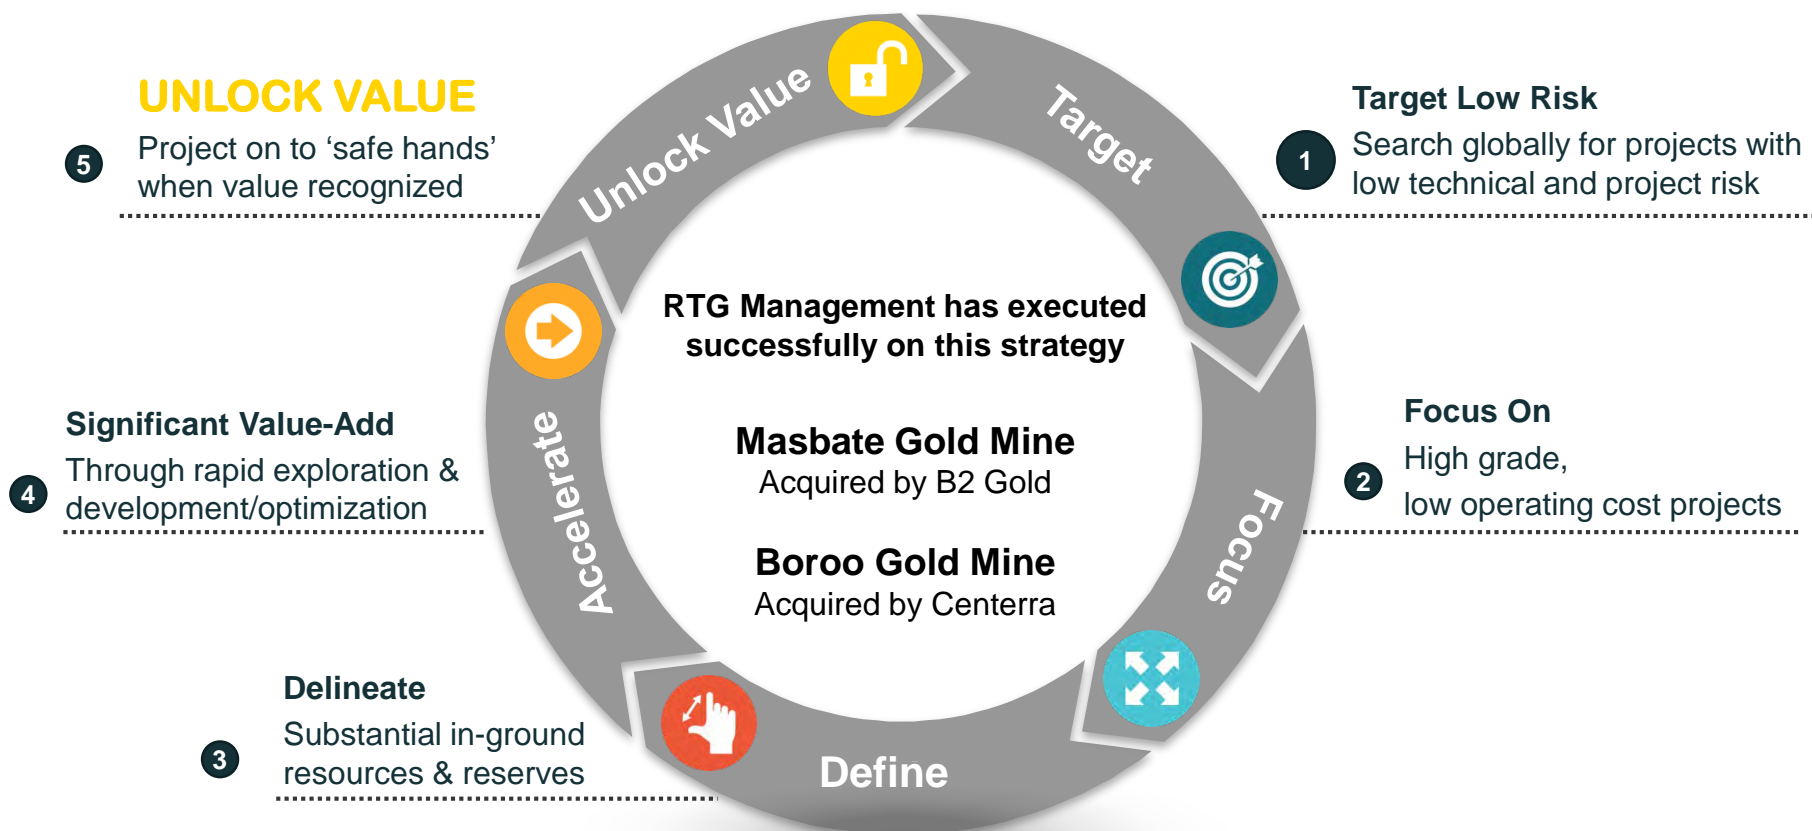 UNLOCK VALUE
5
Project on to ‘safe hands’
when value recognized
Unlock Value
Target
Target Low Risk
1
Search globally for projects with
low technical and project risk
RTG Management has executed
successfully on this strategy
Masbate Gold Mine
Acquired by B2 Gold
Boroo Gold Mine
Acquired by Centerra
Focus On
2
High grade,
low operating cost projects
Focus
Significant Value-Add
4
Through rapid exploration &
development/optimization
Accelerate
Delineate
3
Substantial in-ground
resources & reserves
Define